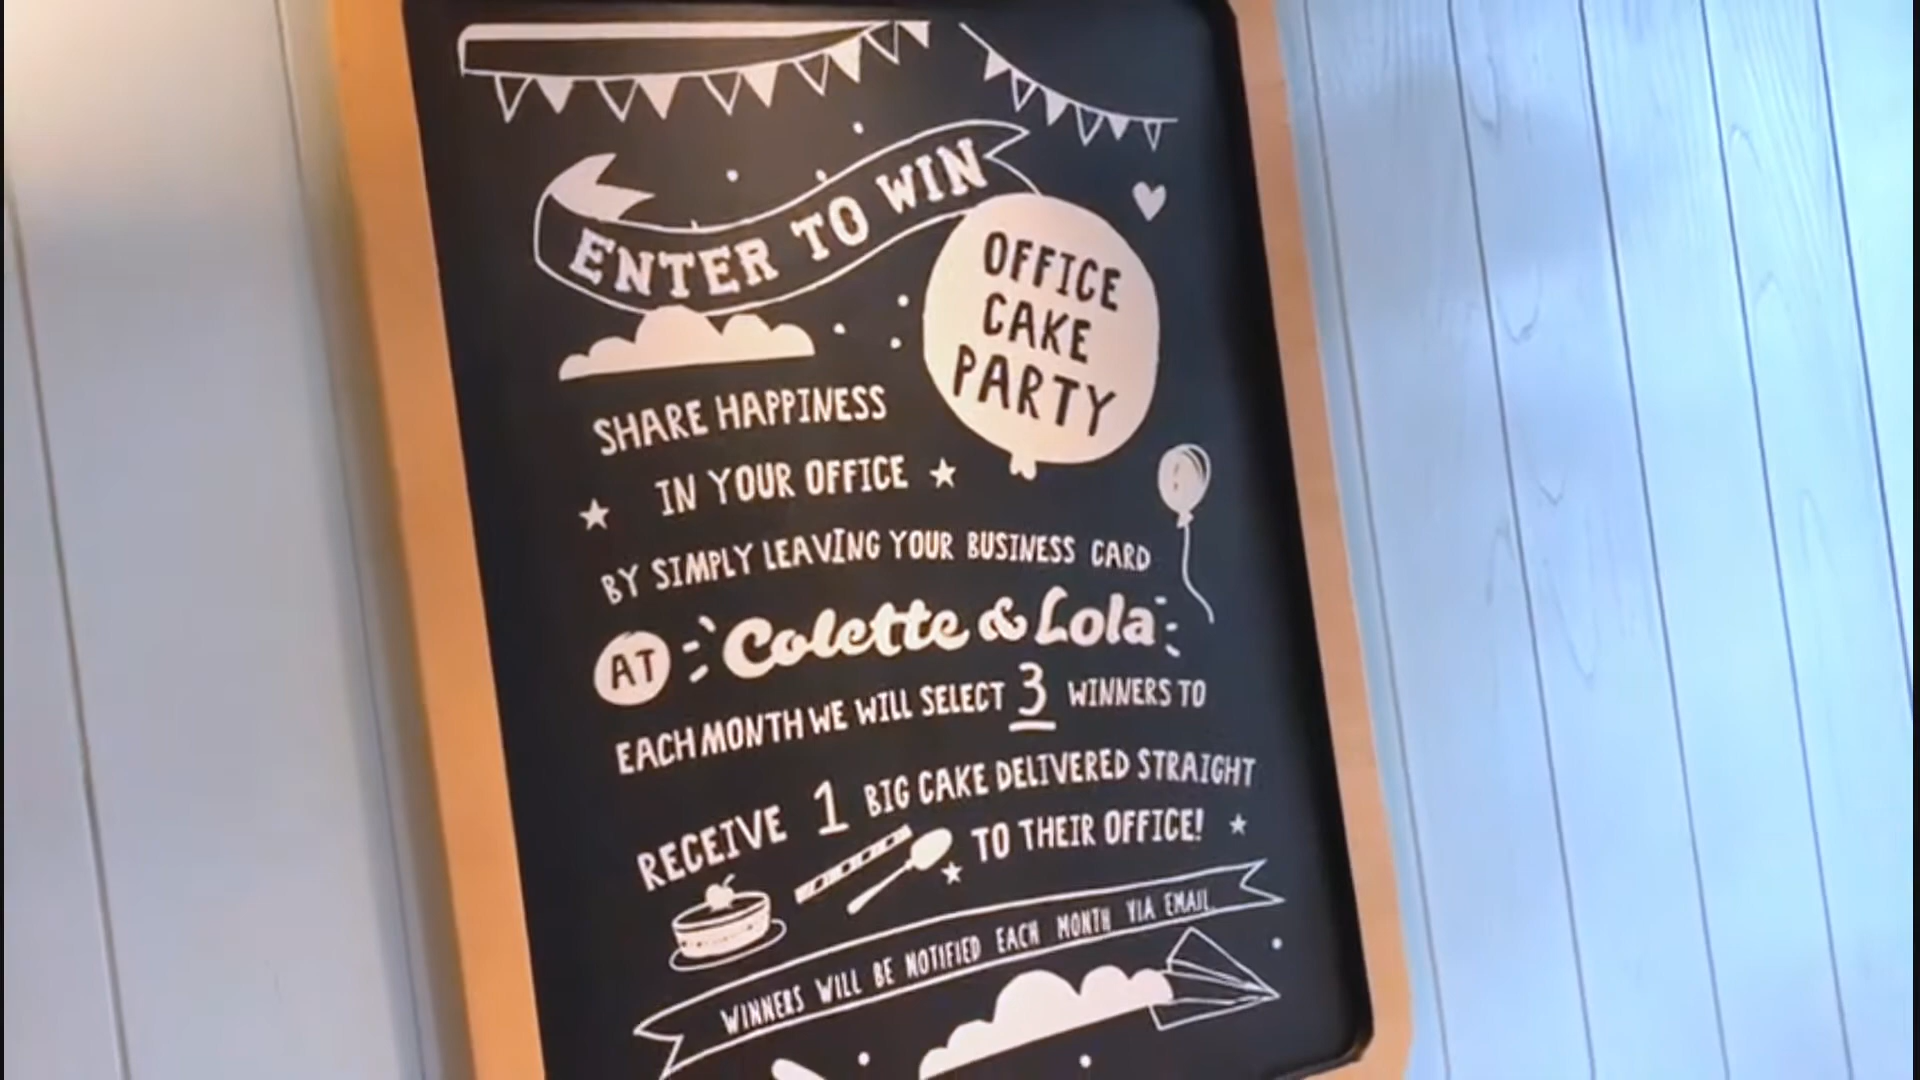 ENTER TO WIN
OFFICE
CAKE
PARTY
SHARE HAPPINESS
IN YOUR OFFICE
BY SIMPLY LEAVING YOUR BUSINESS CARD
AT Colette & Lola
EACH MONTH WE WILL SELECT 3 WINNERS TO
RECEIVE 1 BIG CAKE DELIVERED STRAIGHT
TO THEIR OFFICE!
WINNERS WILL BE NOTIFIED EACH MONTH VIA EMAIL.